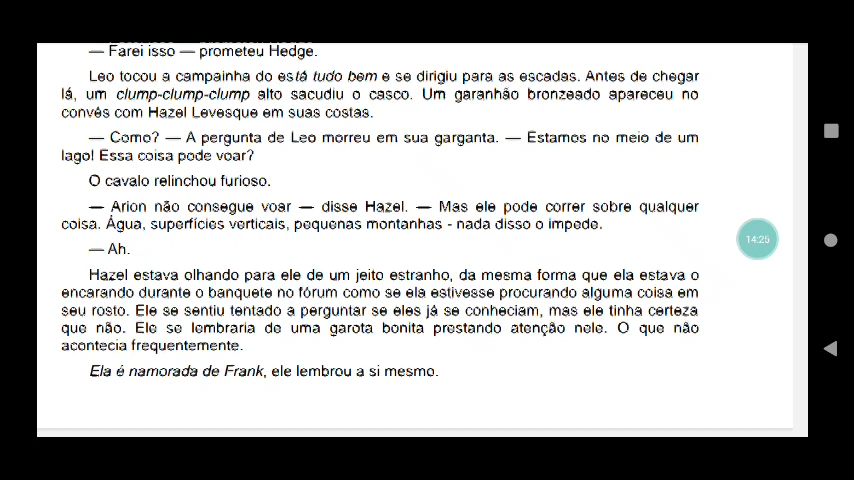 — Farei isso — prometeu Hedge.
Leo tocou a campainha do está tudo bem e se dirigiu para as escadas. Antes de chegar
lá, um clump-clump-clump alto sacudiu o casco. Um garanhão bronzeado apareceu no
convés com Hazel Levesque em suas costas.
— Como? — A pergunta de Leo morreu em sua garganta. — Estamos no meio de um
lago! Essa coisa pode voar?
O cavalo relinchou furioso.
— Arion não consegue voar — disse Hazel. — Mas ele pode correr sobre qualquer
coisa. Água, superfícies verticais, pequenas montanhas - nada disso o impede.
— Ah.
Hazel estava olhando para ele de um jeito estranho, da mesma forma que ela estava o
encarando durante o banquete no fórum como se ela estivesse procurando alguma coisa em
seu rosto. Ele se sentiu tentado a perguntar se eles já se conheciam, mas ele tinha certeza
que não. Ele se lembraria de uma garota bonita prestando atenção nele. O que não
acontecia frequentemente.
Ela é namorada de Frank, ele lembrou a si mesmo.
14:25